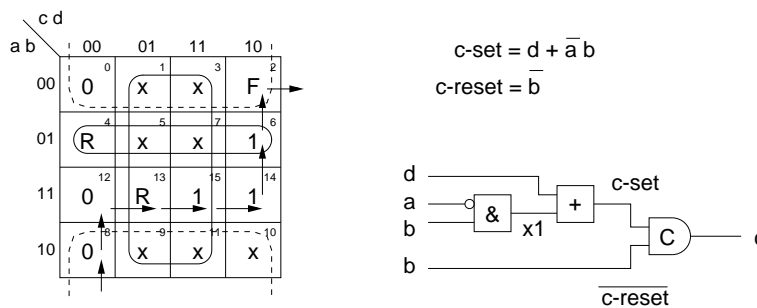 c d
a b
00 01 11 10
00 0 0 x 1 x 3 F 2
01 R 4 x 5 x 7 1 6
11 0 12 R 13 1 15 1 14
10 0 8 x 9 x 11 x 10
c-set = d + a̅ b
c-reset = b̅
d
a
b
&
x1
+
c-set
b
C
c̅-̅r̅e̅s̅e̅t̅